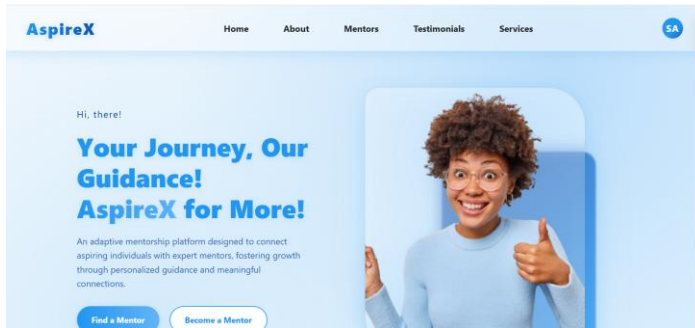 AspireX
Home About Mentors Testimonials Services SA
Hi, there!
Your Journey, Our
Guidance!
AspireX for More!
An adaptive mentorship platform designed to connect
aspiring individuals with expert mentors, fostering growth
through personalized guidance and meaningful
connections.
Find a Mentor Become a Mentor